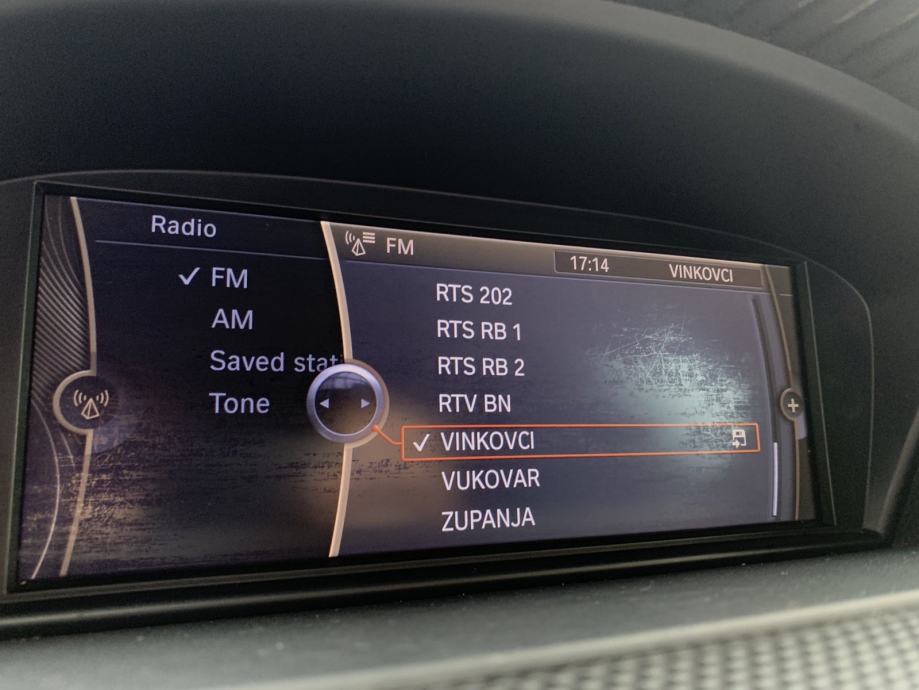 Radio
FM
AM
Saved stat
Tone
FM
17:14 VINKOVCI
RTS 202
RTS RB 1
RTS RB 2
RTV BN
VINKOVCI
VUKOVAR
ZUPANJA